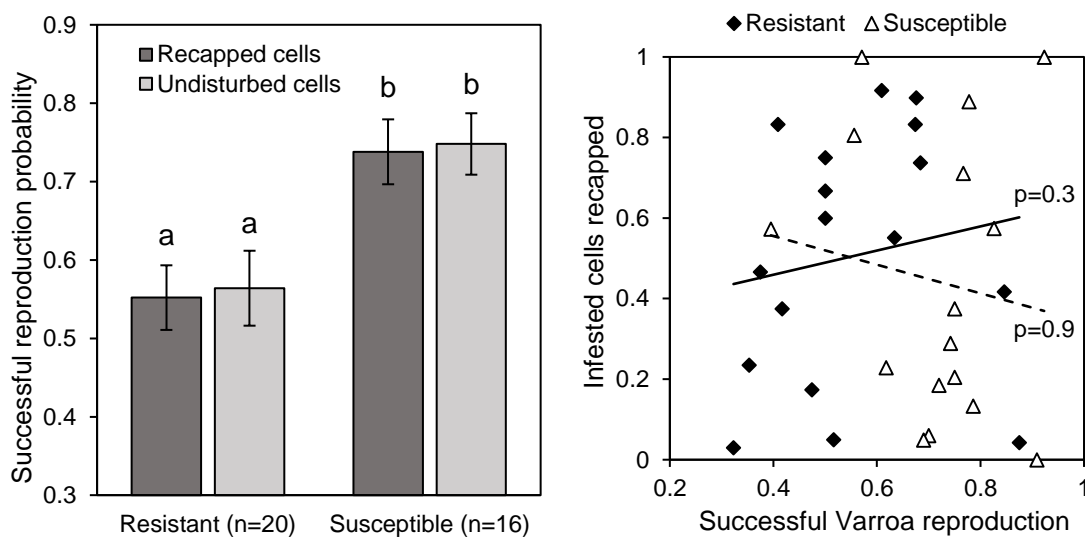 Successful reproduction probability
0.9
0.8
0.7
0.6
0.5
0.4
0.3
Recapped cells
Undisturbed cells
a
a
b
b
Resistant (n=20)
Susceptible (n=16)
Resistant
Susceptible
Infested cells recapped
1
0.8
0.6
0.4
0.2
0
p=0.3
p=0.9
0.2
0.4
0.6
0.8
1
Successful Varroa reproduction